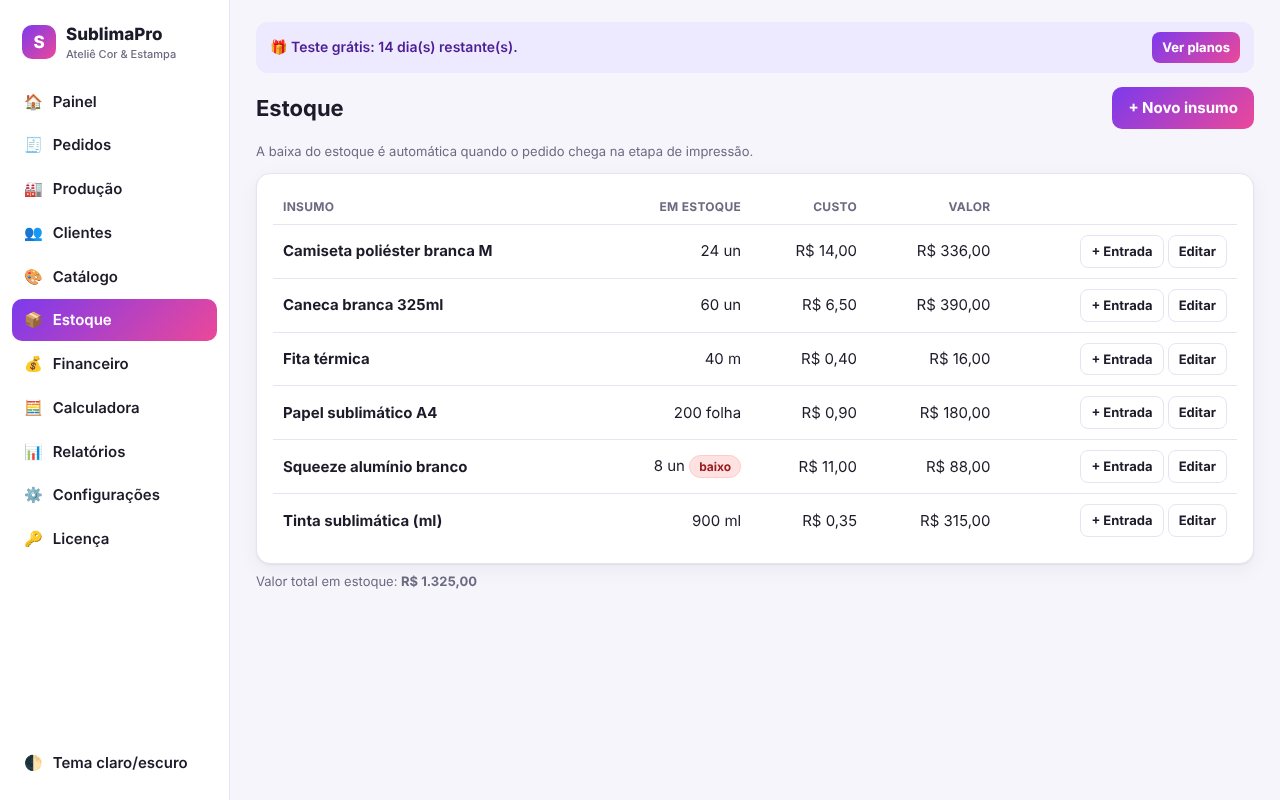 S
SublimaPro
Ateliê Cor & Estampa
Painel
Pedidos
Produção
Clientes
Catálogo
Estoque
Financeiro
Calculadora
Relatórios
Configurações
Licença
Tema claro/escuro
Teste grátis: 14 dia(s) restante(s).
Ver planos
Estoque
+ Novo insumo
A baixa do estoque é automática quando o pedido chega na etapa de impressão.
INSUMO EM ESTOQUE CUSTO VALOR
Camiseta poliéster branca M 24 un R$ 14,00 R$ 336,00 + Entrada Editar
Caneca branca 325ml 60 un R$ 6,50 R$ 390,00 + Entrada Editar
Fita térmica 40 m R$ 0,40 R$ 16,00 + Entrada Editar
Papel sublimático A4 200 folha R$ 0,90 R$ 180,00 + Entrada Editar
Squeeze alumínio branco 8 un baixo R$ 11,00 R$ 88,00 + Entrada Editar
Tinta sublimática (ml) 900 ml R$ 0,35 R$ 315,00 + Entrada Editar
Valor total em estoque: R$ 1.325,00